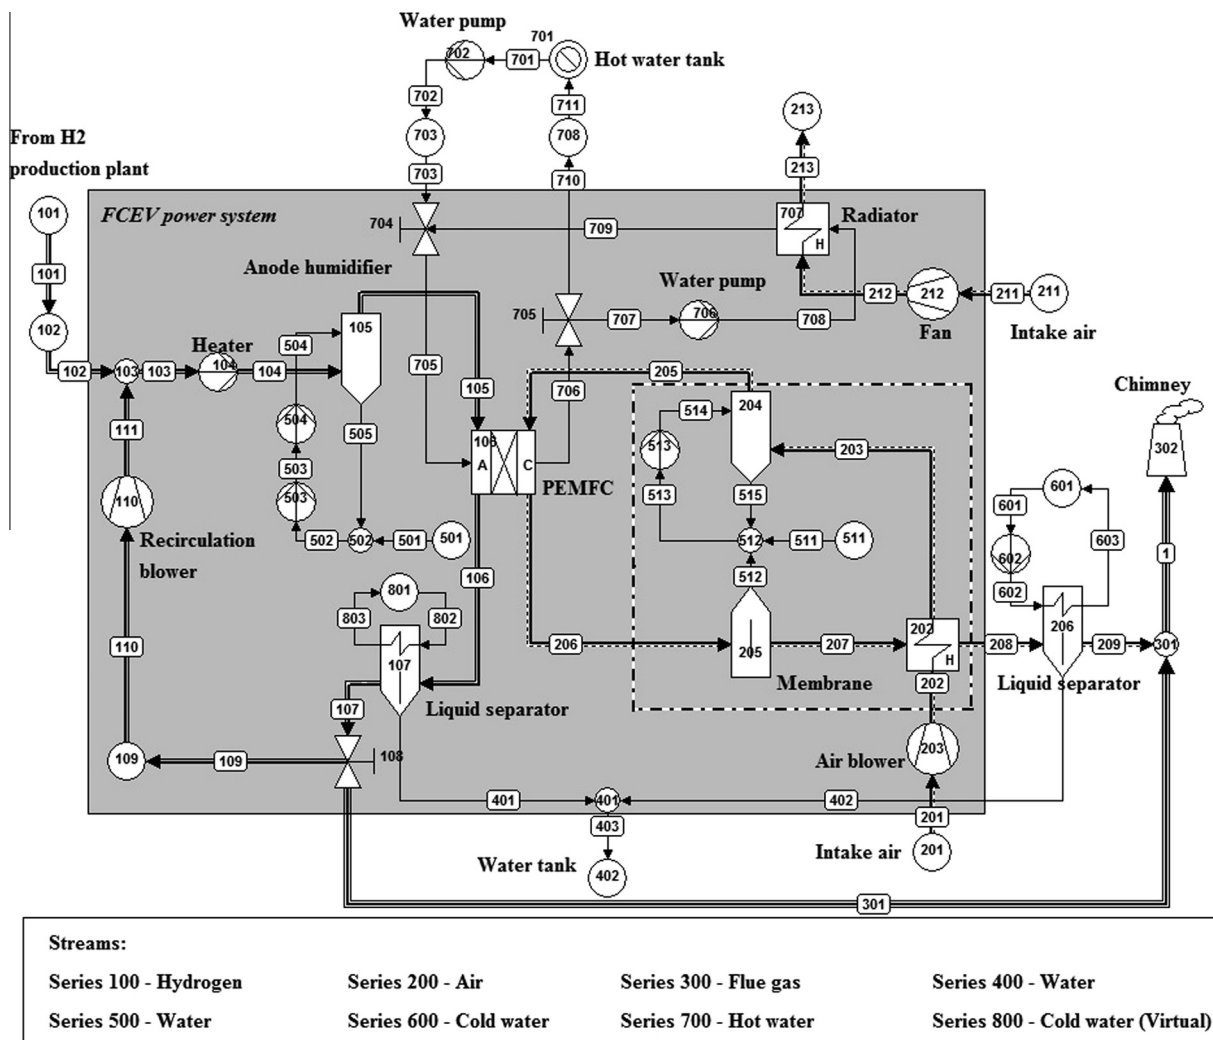 Water pump
701
702
701
Hot water tank
702
711
213
703
708
From H2
production plant
703
710
213
101
FCEV power system
704
709
707
Radiator
H
101
Anode humidifier
Water pump
212
212
211
211
102
705
707
706
708
Fan
Intake air
105
504
Heater
102
103
103
104
104
705
105
706
205
Chimney
111
504
505
514
204
302
106
A
C
513
203
PEMFC
503
601
601
110
503
513
515
Recirculation
blower
502
502
501
501
512
511
511
602
603
1
106
512
801
803
802
602
202
110
206
205
207
208
206
209
301
107
H
Membrane
202
Liquid separator
107
Liquid separator
109
109
108
Air blower
203
401
401
402
403
201
Water tank
402
Intake air
201
301
Streams:
Series 100 - Hydrogen
Series 200 - Air
Series 300 - Flue gas
Series 400 - Water
Series 500 - Water
Series 600 - Cold water
Series 700 - Hot water
Series 800 - Cold water (Virtual)